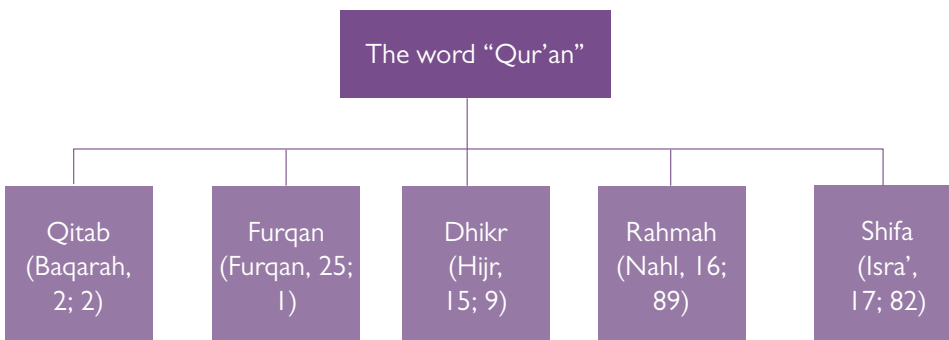 The word “Qur’an”
Qitab
(Baqarah,
2; 2)
Furqan
(Furqan, 25;
1)
Dhikr
(Hijr,
15; 9)
Rahmah
(Nahl, 16;
89)
Shifa
(Isra’,
17; 82)